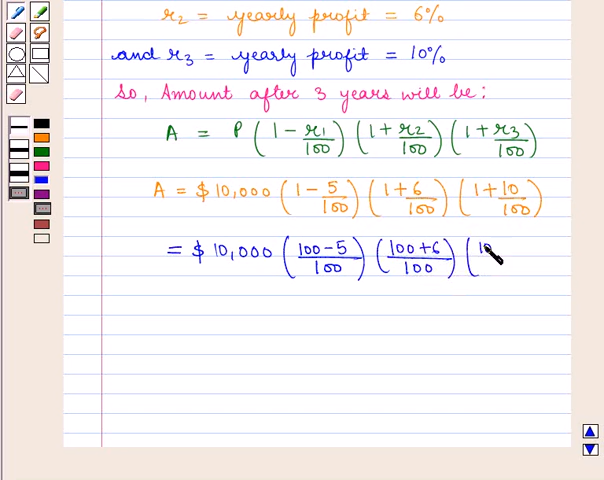 r2 = yearly profit = 6%
and r3 = yearly profit = 10%
So, Amount after 3 years will be:
A = P (1 - r1/100) (1 + r2/100) (1 + r3/100)
A = $10,000 (1 - 5/100) (1 + 6/100) (1 + 10/100)
= $10,000 ((100-5)/100) ((100+6)/100) (10